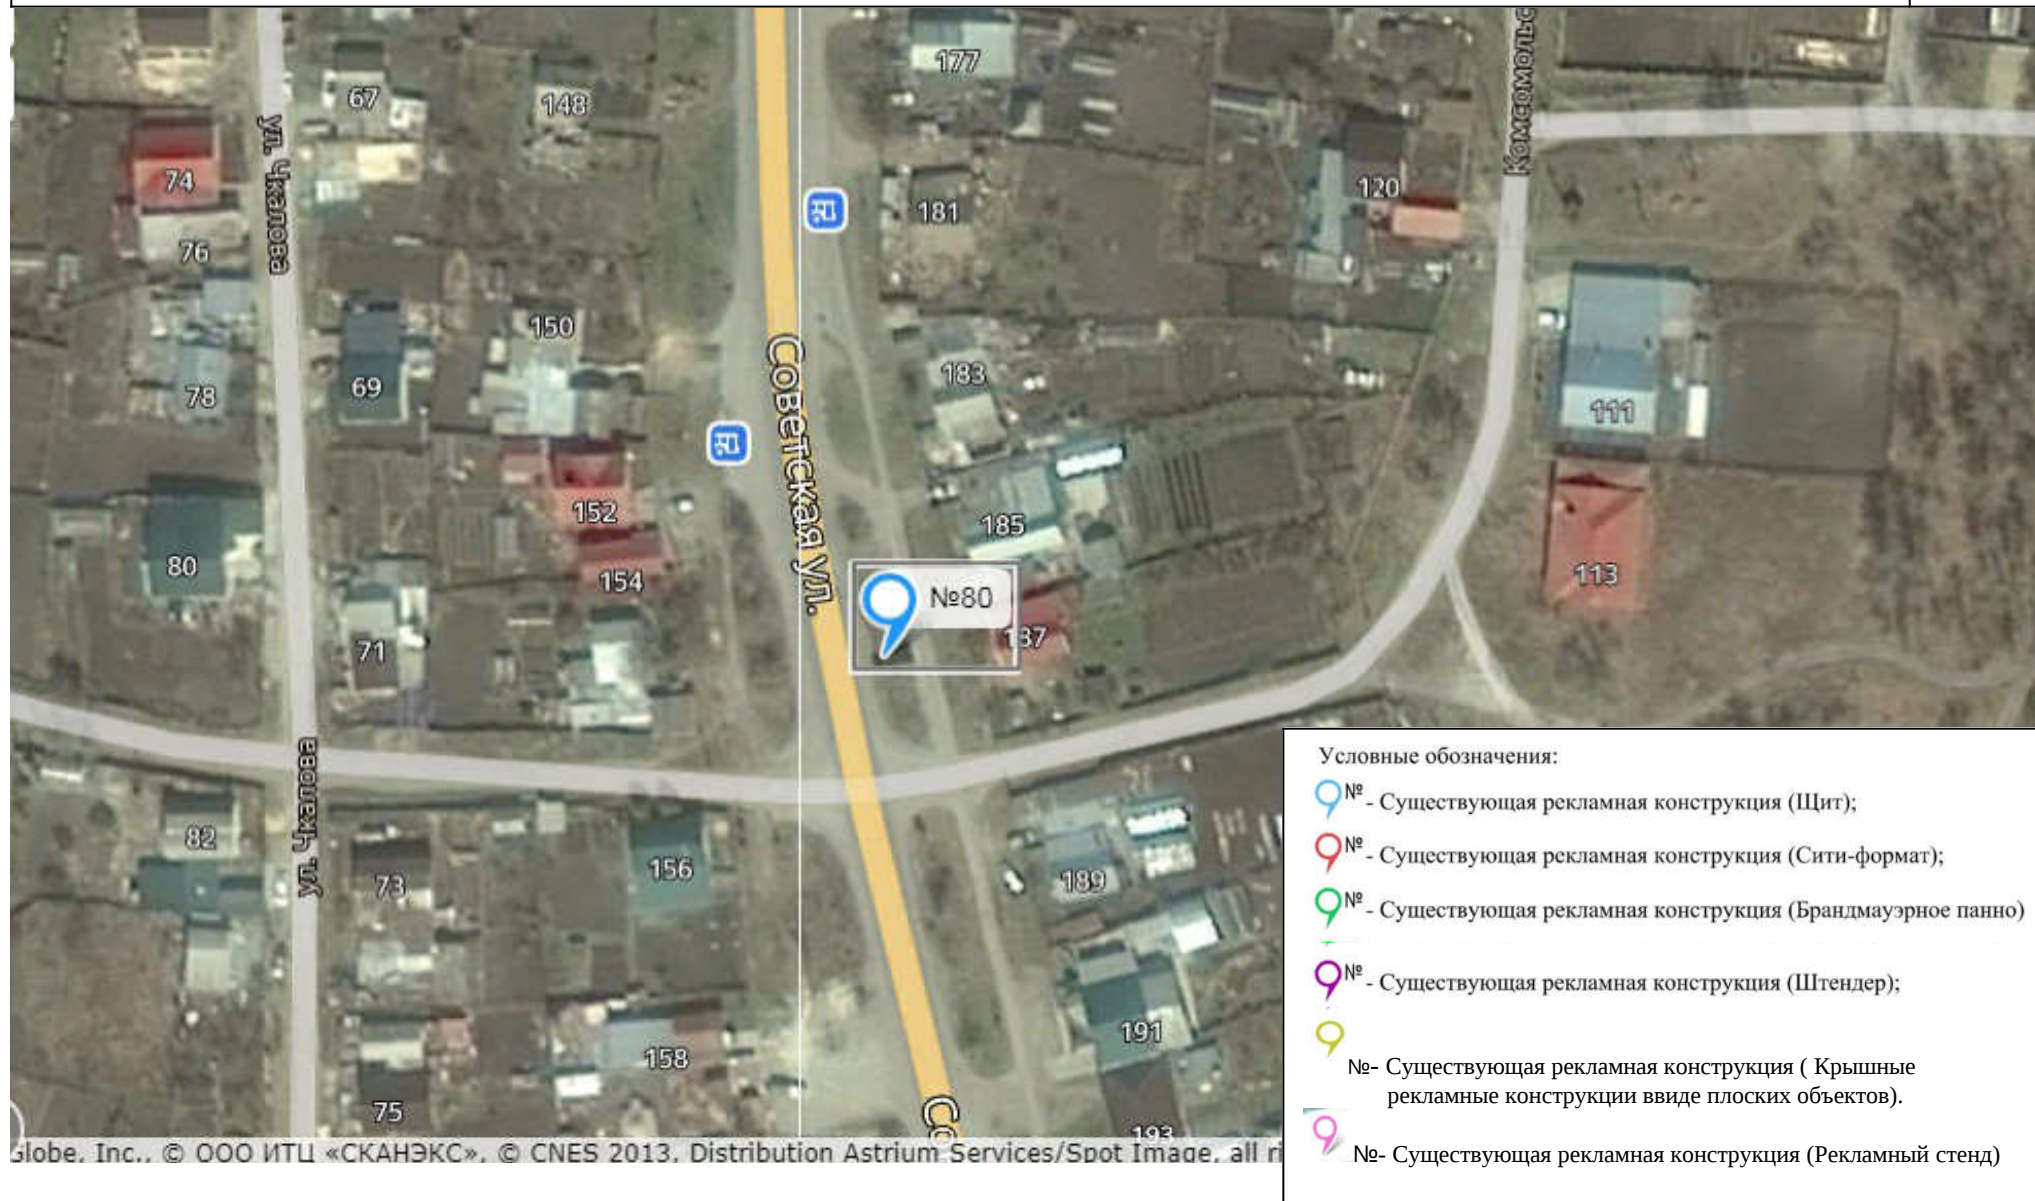 177
Комсомольс
67
148
ул. Чкалова
74
120
181
76
150
183
69
78
Советская ул.
111
152
185
80
154
113
№80
187
71
ул. Чкалова
82
156
73
189
191
158
75
Со
193
Globe, Inc., © ООО ИТЦ «СКАНЭКС», © CNES 2013, Distribution Astrium Services/Spot Image, all ri
Условные обозначения:
№ - Существующая рекламная конструкция (Щит);
№ - Существующая рекламная конструкция (Сити-формат);
№ - Существующая рекламная конструкция (Брандмауэрное панно)
№ - Существующая рекламная конструкция (Штендер);
№- Существующая рекламная конструкция ( Крышные
рекламные конструкции ввиде плоских объектов).
№- Существующая рекламная конструкция (Рекламный стенд)